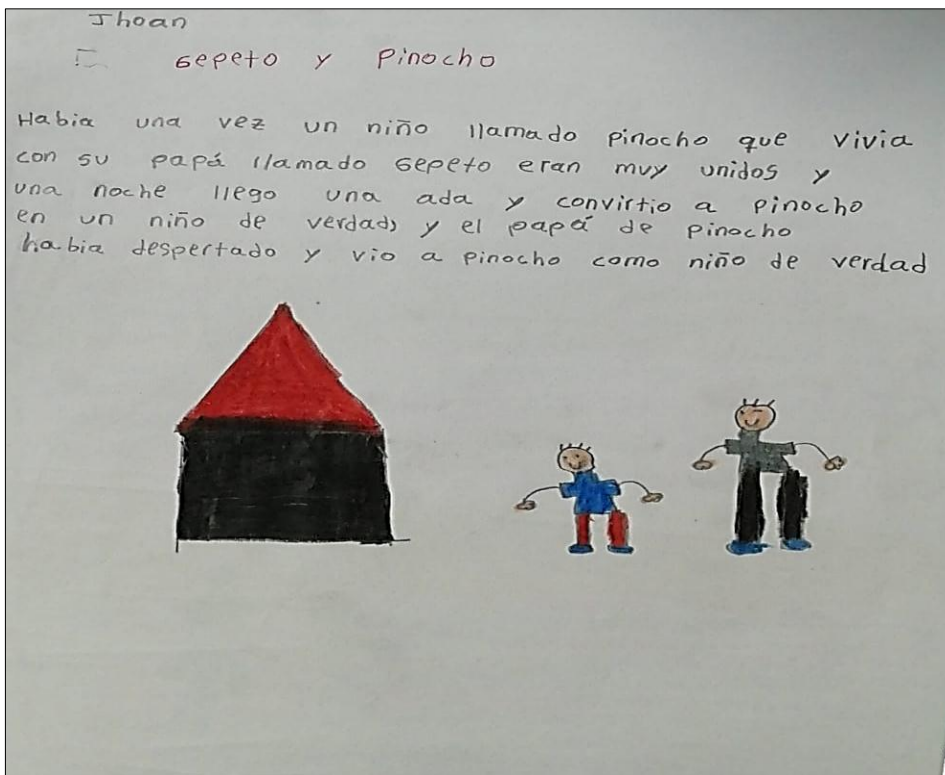 Jhoan
Gepeto y Pinocho
Habia una vez un niño llamado pinocho que vivia
con su papá llamado Gepeto eran muy unidos y
una noche llego una ada y convirtio a pinocho
en un niño de verdad, y el papá de pinocho
habia despertado y vio a pinocho como niño de verdad